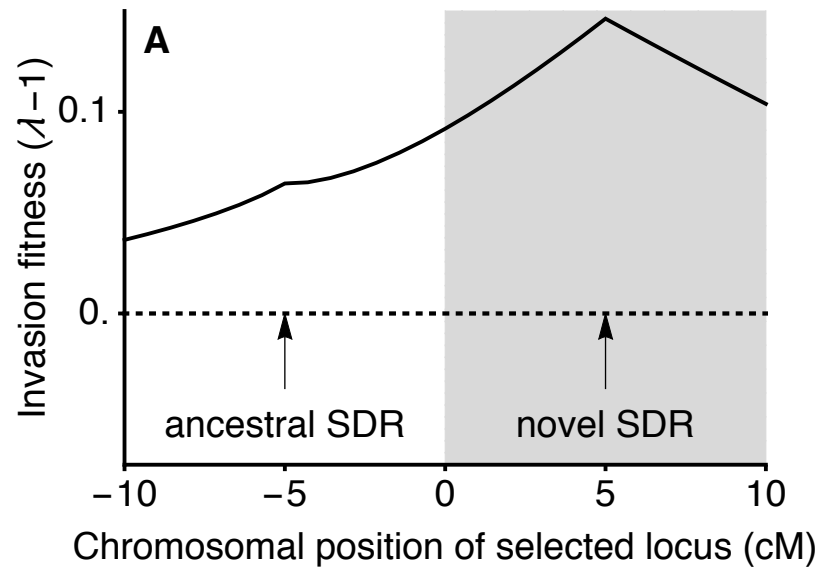 A
Invasion fitness (λ−1)
0.1
0.
ancestral SDR
novel SDR
−10
−5
0
5
10
Chromosomal position of selected locus (cM)